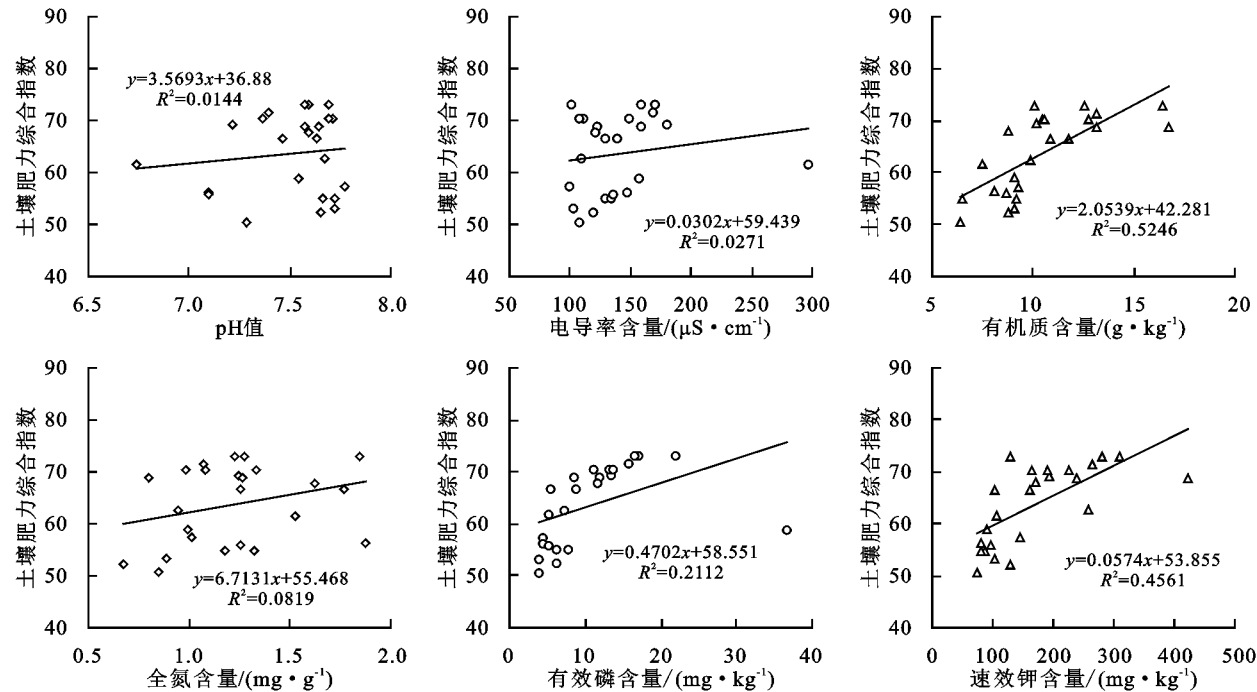 90
80
70
60
50
40
土壤肥力综合指数
y=3.5693x+36.88
R²=0.0144
6.5 7.0 7.5 8.0
pH值
90
80
70
60
50
40
土壤肥力综合指数
y=0.0302x+59.439
R²=0.0271
50 100 150 200 250 300
电导率含量/(μS·cm⁻¹)
90
80
70
60
50
40
土壤肥力综合指数
y=2.0539x+42.281
R²=0.5246
5 10 15 20
有机质含量/(g·kg⁻¹)
90
80
70
60
50
40
土壤肥力综合指数
y=6.7131x+55.468
R²=0.0819
0.5 1.0 1.5 2.0
全氮含量/(mg·g⁻¹)
90
80
70
60
50
40
土壤肥力综合指数
y=0.4702x+58.551
R²=0.2112
0 10 20 30 40
有效磷含量/(mg·kg⁻¹)
90
80
70
60
50
40
土壤肥力综合指数
y=0.0574x+53.855
R²=0.4561
0 100 200 300 400 500
速效钾含量/(mg·kg⁻¹)